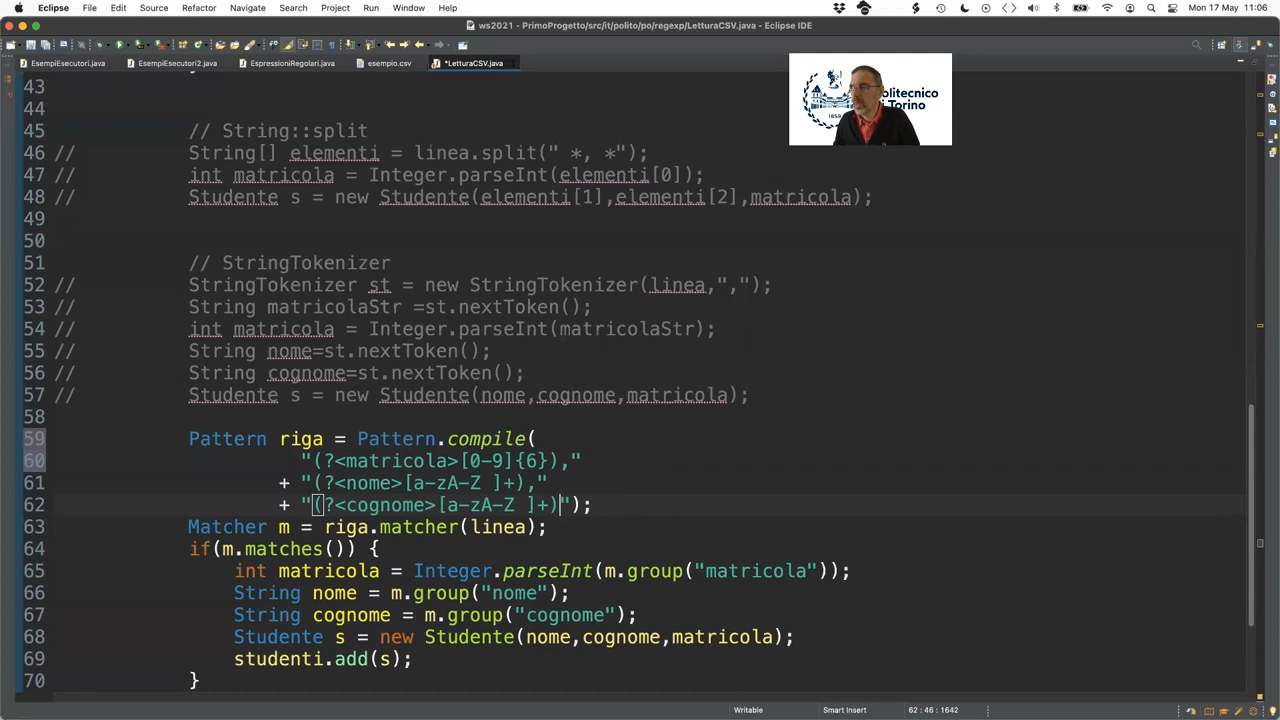 Eclipse File Edit Source Refactor Navigate Search Project Run Window Help Mon 17 May 11:06
ws2021 - PrimoProgetto/src/it/polito/po/regexp/LetturaCSV.java - Eclipse IDE
EsempiEsecutori.java EsempiEsecutori2.java EspressioniRegolari.java esempio.csv *LetturaCSV.java
Politecnico
di Torino
1859
43
44
45 // String::split
46 // String[] elementi = linea.split(" *, *");
47 // int matricola = Integer.parseInt(elementi[0]);
48 // Studente s = new Studente(elementi[1],elementi[2],matricola);
49
50
51 // StringTokenizer
52 // StringTokenizer st = new StringTokenizer(linea,",");
53 // String matricolaStr =st.nextToken();
54 // int matricola = Integer.parseInt(matricolaStr);
55 // String nome=st.nextToken();
56 // String cognome=st.nextToken();
57 // Studente s = new Studente(nome,cognome,matricola);
58
59 Pattern riga = Pattern.compile(
60 "(?<matricola>[0-9]{6}),"
61 + "(?<nome>[a-zA-Z ]+),"
62 + "(?<cognome>[a-zA-Z ]+)");
63 Matcher m = riga.matcher(linea);
64 if(m.matches()) {
65 int matricola = Integer.parseInt(m.group("matricola"));
66 String nome = m.group("nome");
67 String cognome = m.group("cognome");
68 Studente s = new Studente(nome,cognome,matricola);
69 studenti.add(s);
70 }
Writable Smart Insert 62 : 46 : 1642